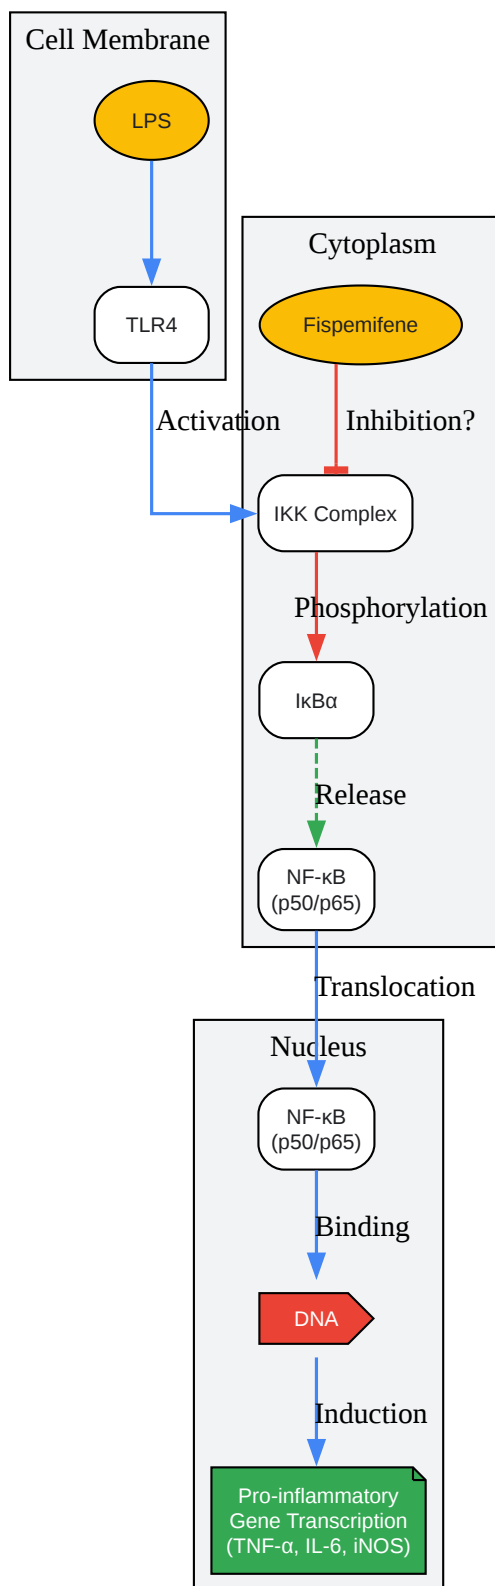 Cell Membrane
LPS
TLR4
Activation
Cytoplasm
Fispemifene
Inhibition?
IKK Complex
Phosphorylation
IκBα
Release
NF-κB
(p50/p65)
Translocation
Nucleus
NF-κB
(p50/p65)
Binding
DNA
Induction
Pro-inflammatory
Gene Transcription
(TNF-α, IL-6, iNOS)